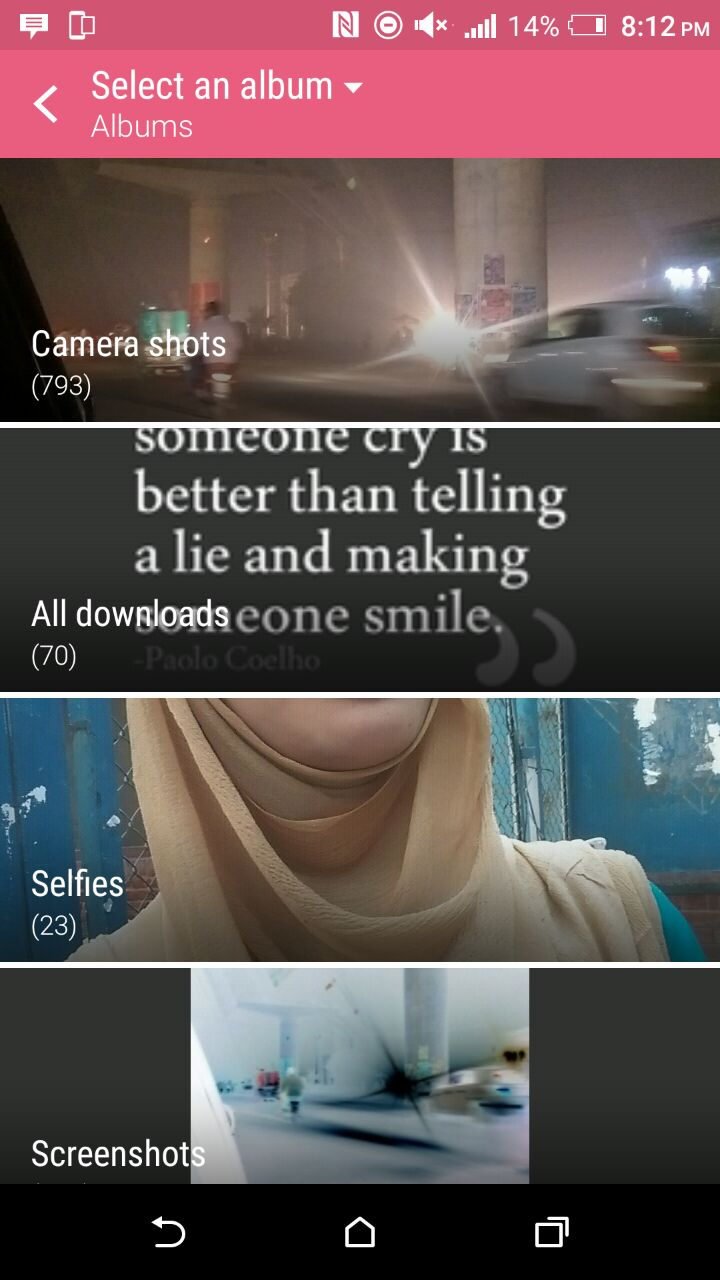 14% 8:12 PM
Select an album
Albums
Camera shots
(793)
someone cry is
better than telling
a lie and making
someone smile.
-Paolo Coelho
All downloads
(70)
Selfies
(23)
Screenshots